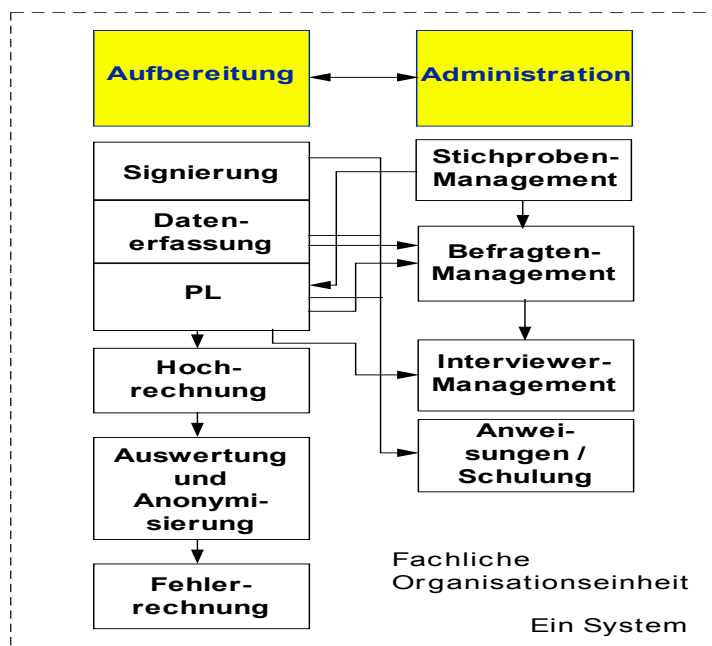 Aufbereitung
Administration
Signierung
Daten-
erfassung
PL
Hoch-
rechnung
Auswertung
und
Anonymi-
sierung
Fehler-
rechnung
Stichproben-
Management
Befragten-
Management
Interviewer-
Management
Anwei-
sungen /
Schulung
Fachliche
Organisationseinheit
Ein System